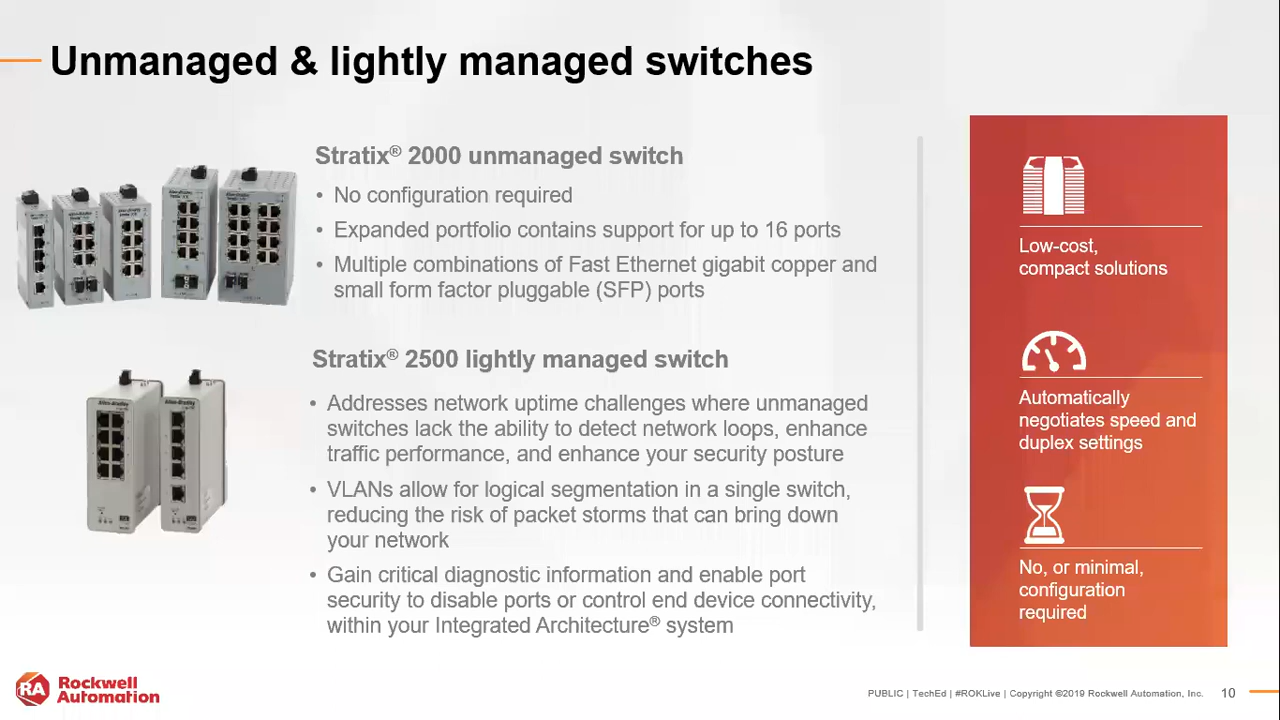 Unmanaged & lightly managed switches
Stratix® 2000 unmanaged switch
• No configuration required
• Expanded portfolio contains support for up to 16 ports
• Multiple combinations of Fast Ethernet gigabit copper and
small form factor pluggable (SFP) ports
Stratix® 2500 lightly managed switch
• Addresses network uptime challenges where unmanaged
switches lack the ability to detect network loops, enhance
traffic performance, and enhance your security posture
• VLANs allow for logical segmentation in a single switch,
reducing the risk of packet storms that can bring down
your network
• Gain critical diagnostic information and enable port
security to disable ports or control end device connectivity,
within your Integrated Architecture® system
Low-cost,
compact solutions
Automatically
negotiates speed and
duplex settings
No, or minimal,
configuration
required
RA
Rockwell
Automation
PUBLIC | TechEd | #ROKLive | Copyright ©2019 Rockwell Automation, Inc.
10